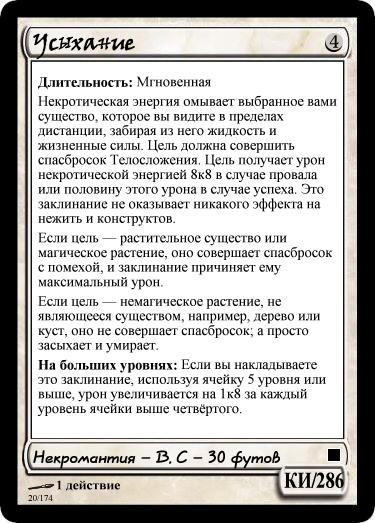 Усыхание
4
Длительность: Мгновенная
Некротическая энергия омывает выбранное вами
существо, которое вы видите в пределах
дистанции, забирая из него жидкость и
жизненные силы. Цель должна совершить
спасбросок Телосложения. Цель получает урон
некротической энергией 8к8 в случае провала
или половину этого урона в случае успеха. Это
заклинание не оказывает никакого эффекта на
нежить и конструктов.
Если цель — растительное существо или
магическое растение, оно совершает спасбросок
с помехой, и заклинание причиняет ему
максимальный урон.
Если цель — немагическое растение, не
являющееся существом, например, дерево или
куст, оно не совершает спасбросок; а просто
засыхает и умирает.
На больших уровнях: Если вы накладываете
это заклинание, используя ячейку 5 уровня или
выше, урон увеличивается на 1к8 за каждый
уровень ячейки выше четвёртого.
Некромантия – В, С – 30 футов
КИ/286
1 действие
20/174